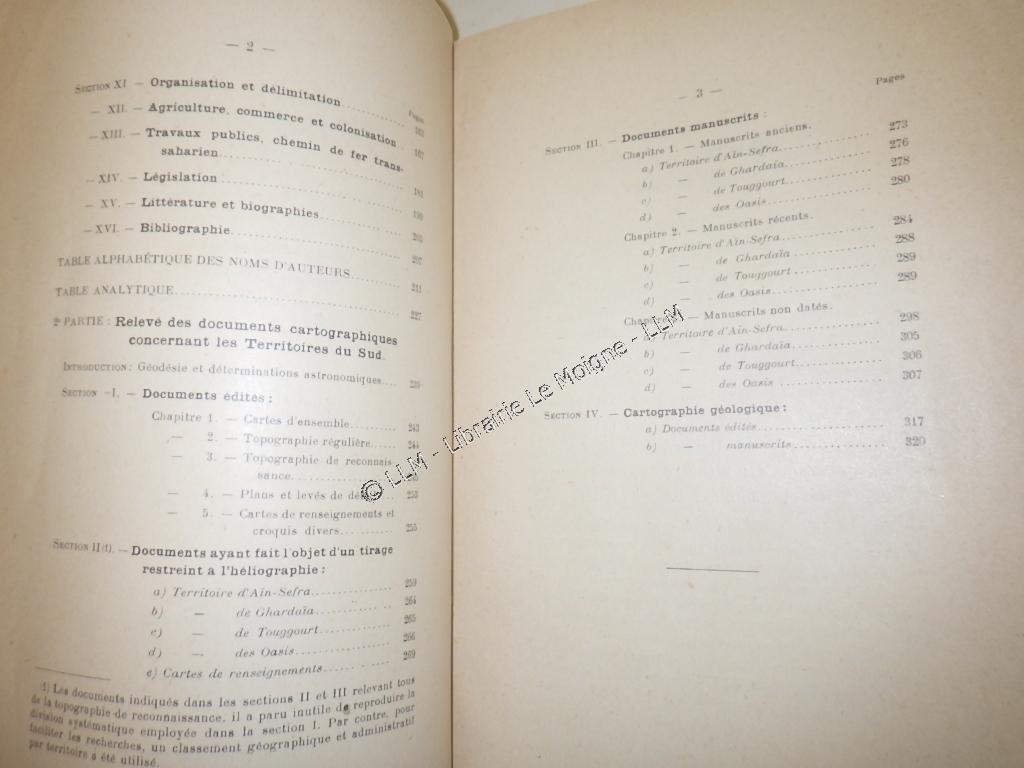 — 2 —
Pages
SECTION XI — Organisation et délimitation
— XII. — Agriculture, commerce et colonisation
— XIII. — Travaux publics, chemin de fer trans-
saharien
— XIV. — Législation
— XV. — Littérature et biographies
— XVI. — Bibliographie
TABLE ALPHABÉTIQUE DES NOMS D'AUTEURS 211
TABLE ANALYTIQUE 227
2e PARTIE : Relevé des documents cartographiques
concernant les Territoires du Sud.
INTRODUCTION : Géodésie et déterminations astronomiques
SECTION -I. — Documents édités :
Chapitre 1. — Cartes d'ensemble 243
— 2. — Topographie régulière 244
— 3. — Topographie de reconnais
sance.
— 4. — Plans et levés de 253
— 5. — Cartes de renseignements et
croquis divers 255
SECTION II (1). — Documents ayant fait l'objet d'un tirage
restreint à l'héliographie :
a) Territoire d'Aïn-Sefra 259
b) — de Ghardaïa 264
c) — de Touggourt 265
d) — des Oasis 266
e) Cartes de renseignements 269
(1) Les documents indiqués dans les sections II et III relevant tous
de la topographie de reconnaissance, il a paru inutile de reproduire la
division systématique employée dans la section I. Par contre, pour
faciliter les recherches, un classement géographique et administratif
par territoire a été utilisé.
— 3 —
Pages
SECTION III. — Documents manuscrits :
Chapitre 1. — Manuscrits anciens.
a) Territoire d'Aïn-Sefra 273
b) — de Ghardaïa 276
c) — de Touggourt 278
d) — des Oasis 280
Chapitre 2. — Manuscrits récents.
a) Territoire d'Aïn-Sefra 284
b) — de Ghardaïa 288
c) — de Touggourt 289
d) — des Oasis 289
— Manuscrits non datés.
a) Territoire d'Aïn-Sefra 298
b) — de Ghardaïa 305
c) — de Touggourt 306
d) — des Oasis 307
SECTION IV. — Cartographie géologique :
a) Documents édités 317
b) — manuscrits 320
© LLM - Librairie Le Moigne - LLM